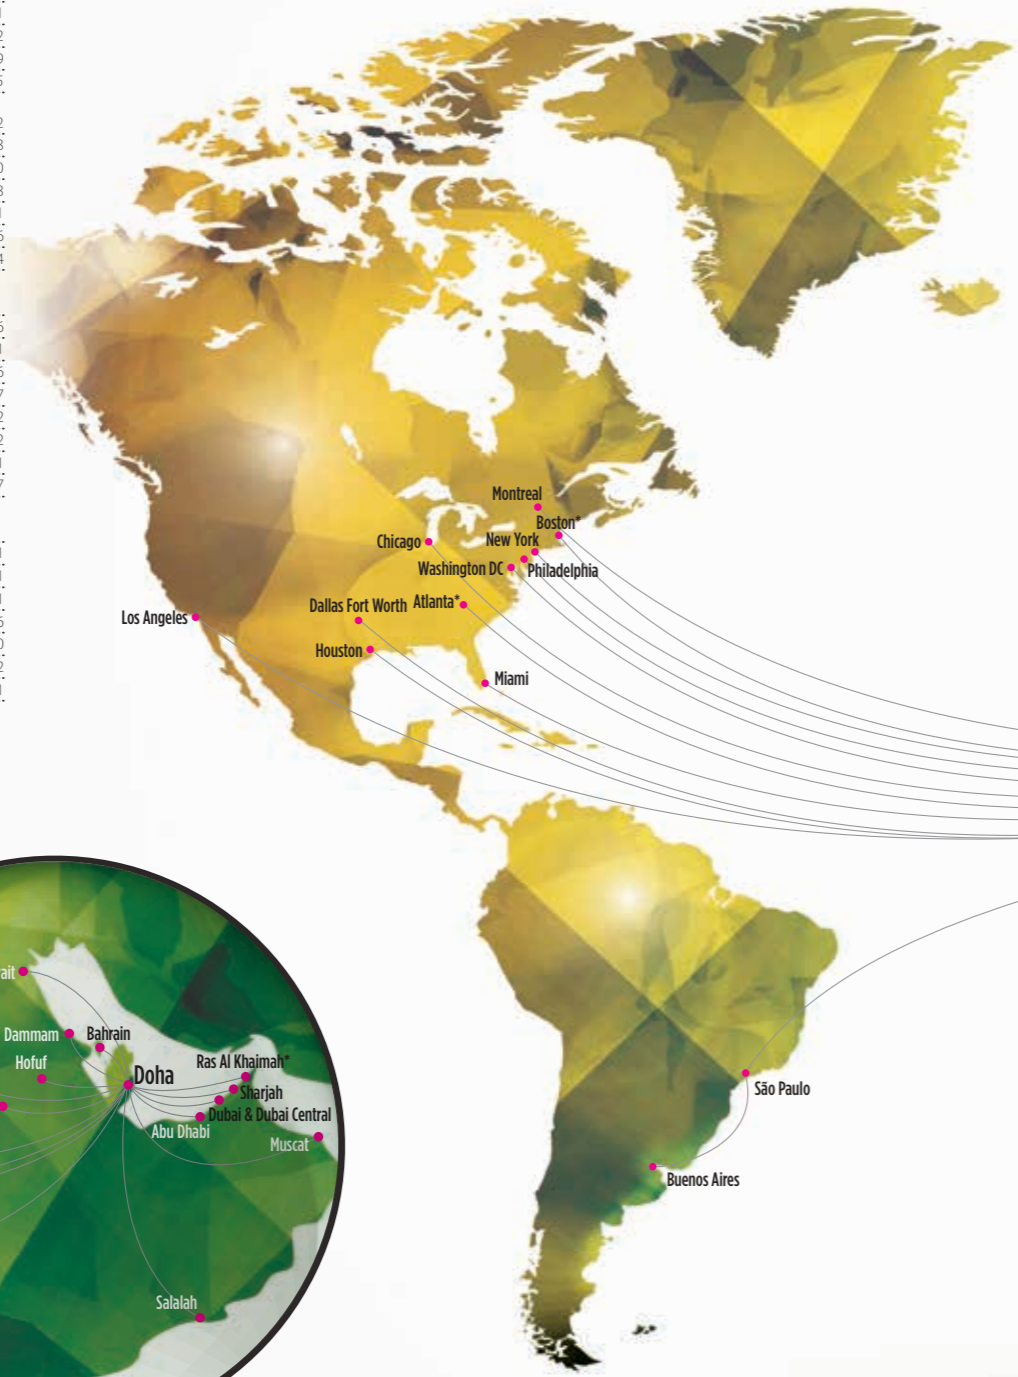 Montreal
Boston*
New York
Chicago
Washington DC
Philadelphia
Dallas Fort Worth
Atlanta*
Los Angeles
Houston
Miami
São Paulo
Buenos Aires
ait
Dammam
Bahrain
Hofuf
Doha
Ras Al Khaimah*
Sharjah
Dubai & Dubai Central
Abu Dhabi
Muscat
Salalah